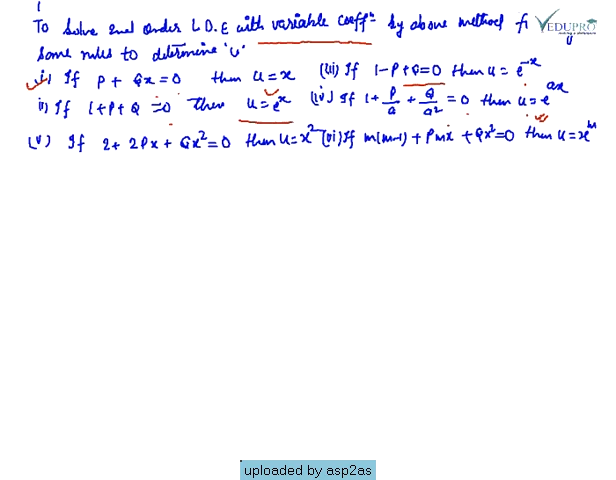 To Solve 2nd Order L.D.E with variable coeffn by above method
VEDUPRO
Some rules to determine 'u'
i) If P + Qx = 0 then u = x (iii) If 1 - P + Q = 0 then u = e^-x
ii) If 1 + P + Q = 0 then u = e^x (iv) If 1 + P/a + Q/a² = 0 then u = e^ax
(v) If 2 + 2Px + Qx² = 0 then u = x² (vi) If m(m-1) + Pmx + Qx² = 0 then u = x^m
uploaded by asp2as